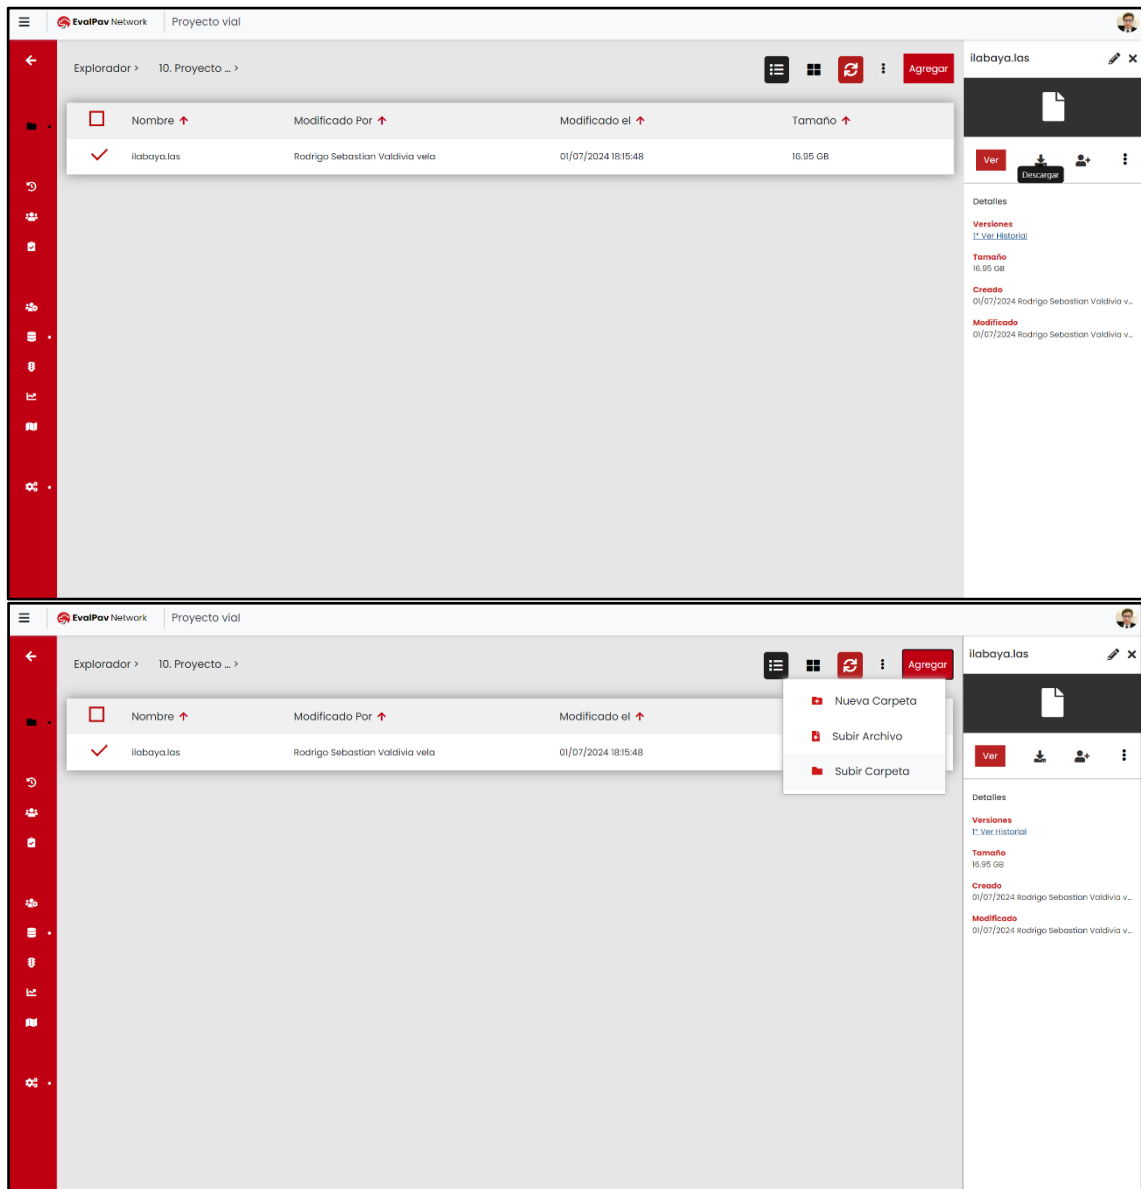 EvalPav Network Proyecto vial
Explorador > 10. Proyecto ... >
Agregar
Nombre Modificado Por Modificado el Tamaño
ilabaya.las Rodrigo Sebastian Valdivia vela 01/07/2024 18:15:48 16.95 GB
ilabaya.las
Ver
Descargar
Detalles
Versiones
1° Ver Historial
Tamaño
16.95 GB
Creado
01/07/2024 Rodrigo Sebastian Valdivia v...
Modificado
01/07/2024 Rodrigo Sebastian Valdivia v...
EvalPav Network Proyecto vial
Explorador > 10. Proyecto ... >
Agregar
Nueva Carpeta
Subir Archivo
Subir Carpeta
Nombre Modificado Por Modificado el
ilabaya.las Rodrigo Sebastian Valdivia vela 01/07/2024 18:15:48
ilabaya.las
Ver
Detalles
Versiones
1° Ver Historial
Tamaño
16.95 GB
Creado
01/07/2024 Rodrigo Sebastian Valdivia v...
Modificado
01/07/2024 Rodrigo Sebastian Valdivia v...